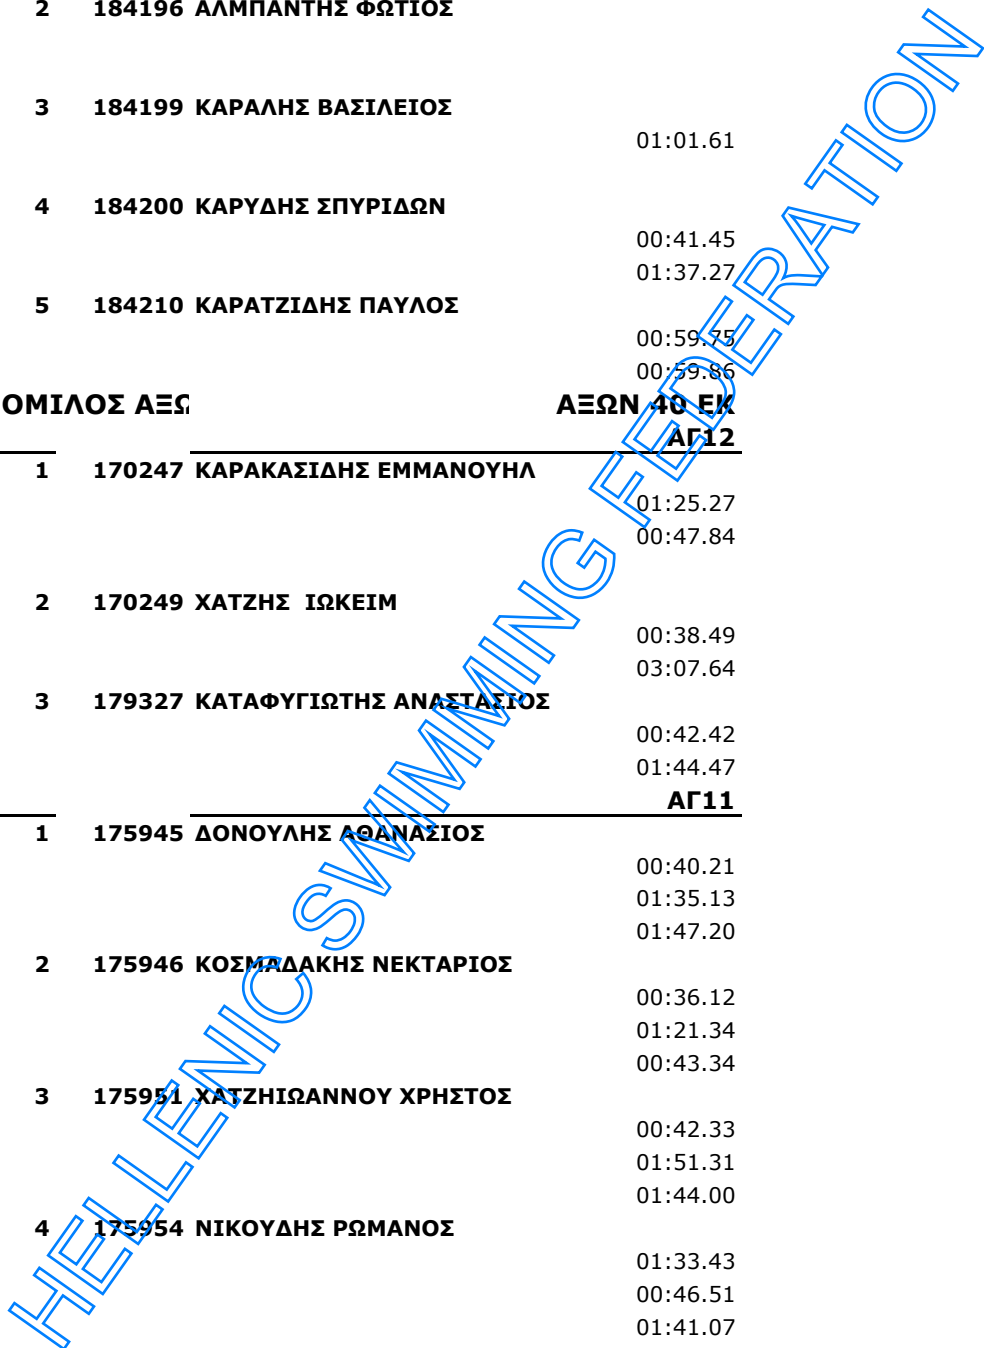 2 184196 ΑΛΜΠΑΝΤΗΣ ΦΩΤΙΟΣ
3 184199 ΚΑΡΑΛΗΣ ΒΑΣΙΛΕΙΟΣ
01:01.61
4 184200 ΚΑΡΥΔΗΣ ΣΠΥΡΙΔΩΝ
00:41.45
01:37.27
5 184210 ΚΑΡΑΤΖΙΔΗΣ ΠΑΥΛΟΣ
00:59.75
00:59.86
ΟΜΙΛΟΣ ΑΞΩ ΑΞΩΝ 40 ΕΚ
ΑΓ12
1 170247 ΚΑΡΑΚΑΣΙΔΗΣ ΕΜΜΑΝΟΥΗΛ
01:25.27
00:47.84
2 170249 ΧΑΤΖΗΣ ΙΩΚΕΙΜ
00:38.49
03:07.64
3 179327 ΚΑΤΑΦΥΓΙΩΤΗΣ ΑΝΑΣΤΑΣΙΟΣ
00:42.42
01:44.47
ΑΓ11
1 175945 ΔΟΝΟΥΛΗΣ ΑΘΑΝΑΣΙΟΣ
00:40.21
01:35.13
01:47.20
2 175946 ΚΟΣΜΑΔΑΚΗΣ ΝΕΚΤΑΡΙΟΣ
00:36.12
01:21.34
00:43.34
3 175951 ΧΑΤΖΗΙΩΑΝΝΟΥ ΧΡΗΣΤΟΣ
00:42.33
01:51.31
01:44.00
4 175954 ΝΙΚΟΥΔΗΣ ΡΩΜΑΝΟΣ
01:33.43
00:46.51
01:41.07
HELLENIC SWIMMING FEDERATION